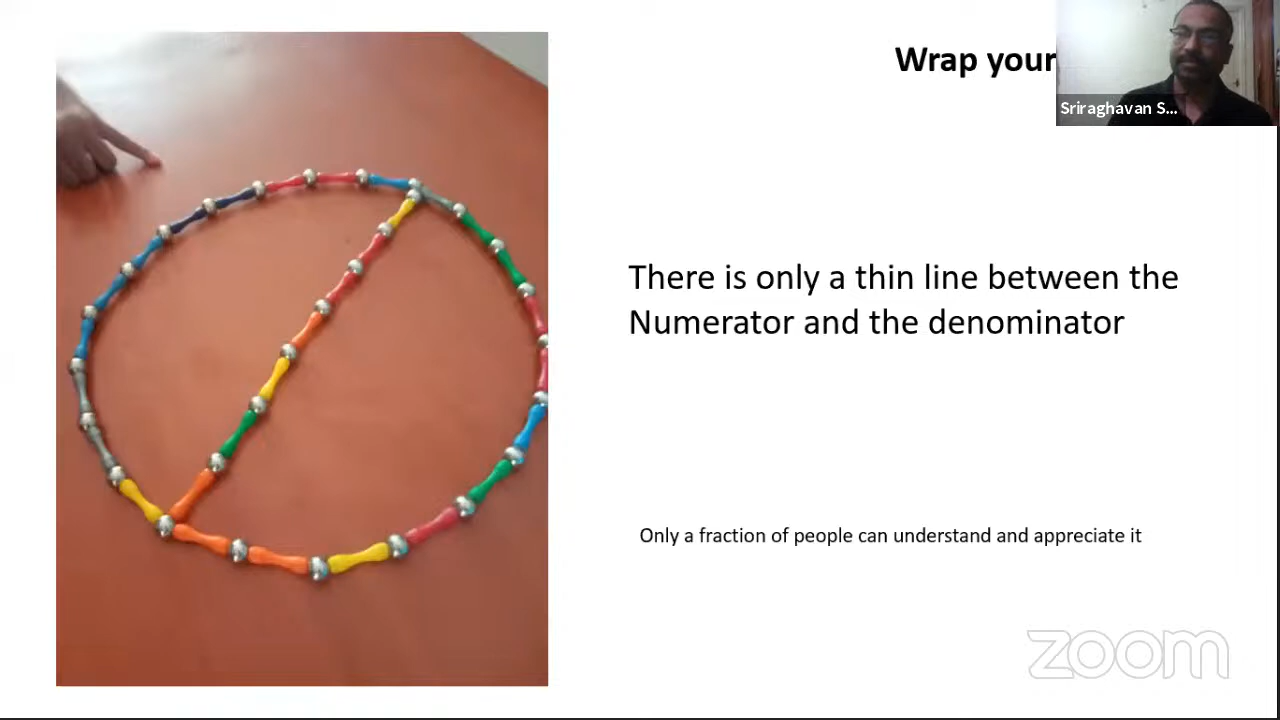 Wrap your
Sriraghavan S...
There is only a thin line between the
Numerator and the denominator
Only a fraction of people can understand and appreciate it
zoom